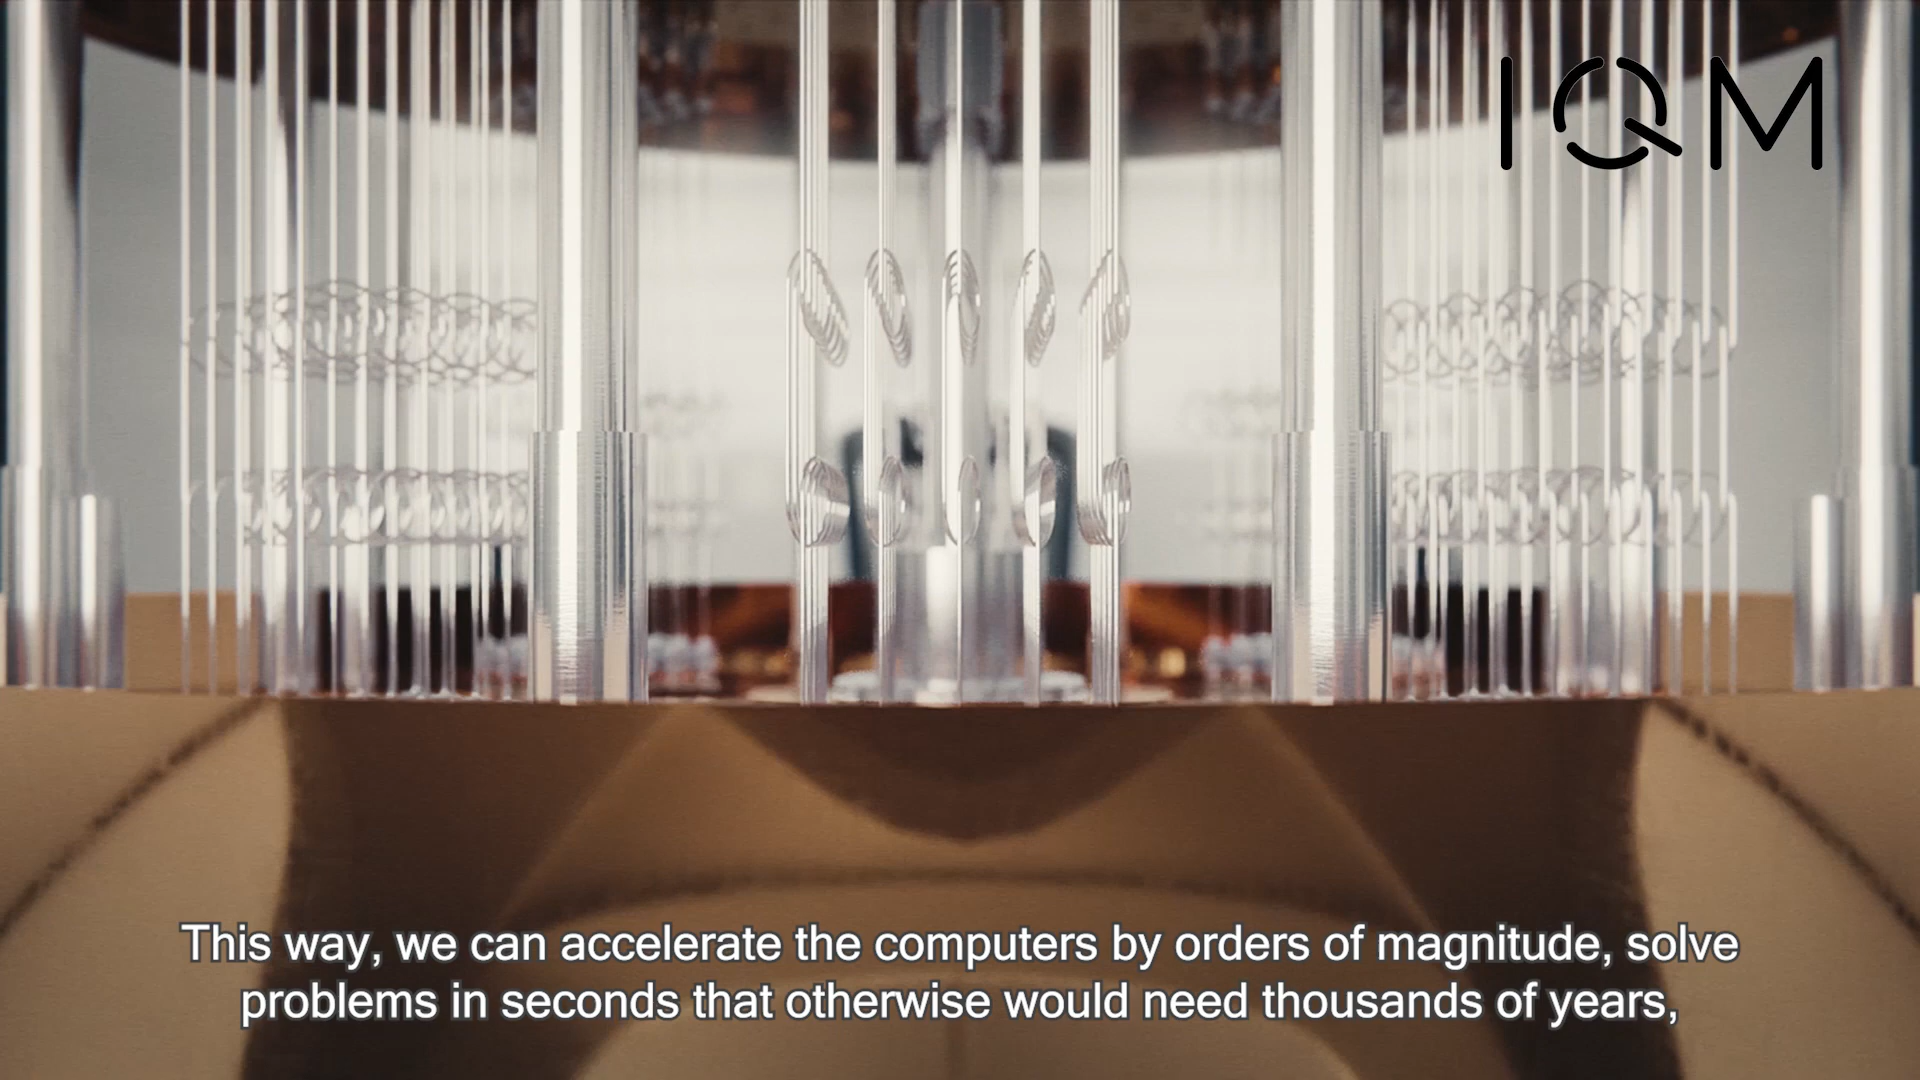 IQM
This way, we can accelerate the computers by orders of magnitude, solve
problems in seconds that otherwise would need thousands of years,